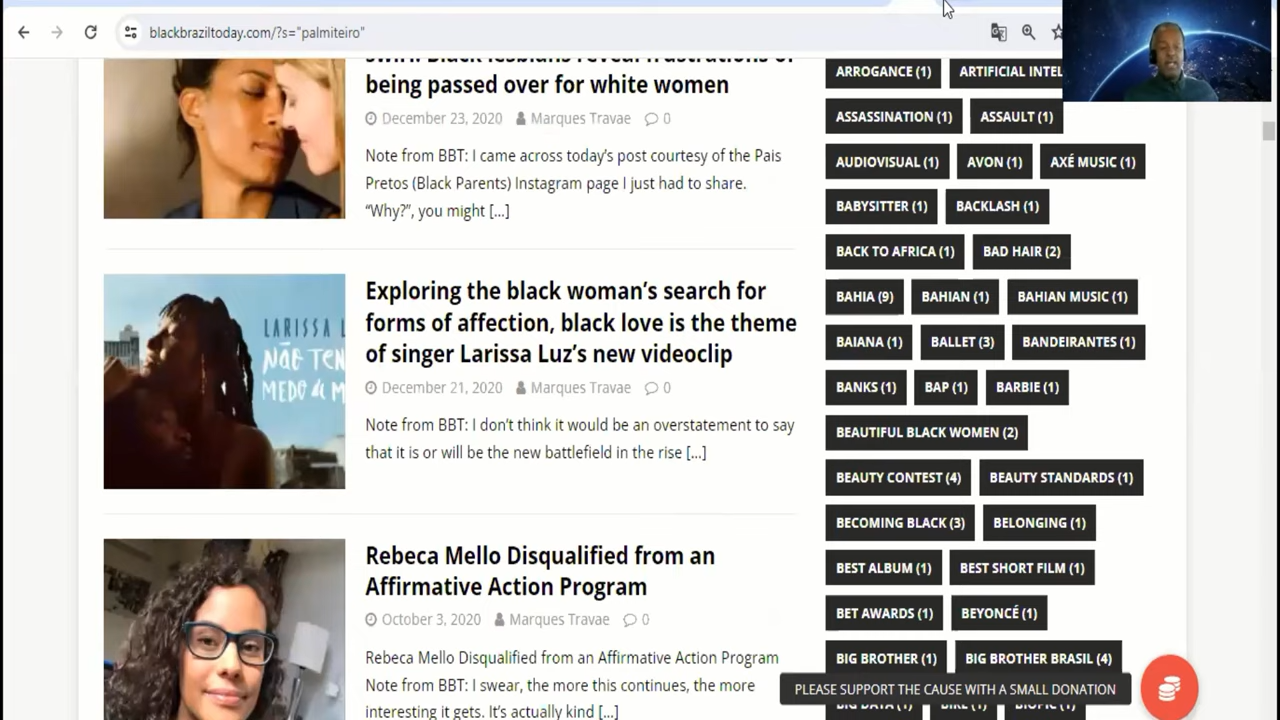 blackbraziltoday.com/?s="palmiteiro"
being passed over for white women
December 23, 2020 Marques Travae 0
Note from BBT: I came across today's post courtesy of the Pais
Pretos (Black Parents) Instagram page I just had to share.
“Why?”, you might [...]
LARISSA L
NÃO TEN
MEDO de M
Exploring the black woman's search for
forms of affection, black love is the theme
of singer Larissa Luz's new videoclip
December 21, 2020 Marques Travae 0
Note from BBT: I don't think it would be an overstatement to say
that it is or will be the new battlefield in the rise [...]
Rebeca Mello Disqualified from an
Affirmative Action Program
October 3, 2020 Marques Travae 0
Rebeca Mello Disqualified from an Affirmative Action Program
Note from BBT: I swear, the more this continues, the more
interesting it gets. It's actually kind [...]
ARROGANCE (1) ARTIFICIAL INTEL
ASSASSINATION (1) ASSAULT (1)
AUDIOVISUAL (1) AVON (1) AXÉ MUSIC (1)
BABYSITTER (1) BACKLASH (1)
BACK TO AFRICA (1) BAD HAIR (2)
BAHIA (9) BAHIAN (1) BAHIAN MUSIC (1)
BAIANA (1) BALLET (3) BANDEIRANTES (1)
BANKS (1) BAP (1) BARBIE (1)
BEAUTIFUL BLACK WOMEN (2)
BEAUTY CONTEST (4) BEAUTY STANDARDS (1)
BECOMING BLACK (3) BELONGING (1)
BEST ALBUM (1) BEST SHORT FILM (1)
BET AWARDS (1) BEYONCÉ (1)
BIG BROTHER (1) BIG BROTHER BRASIL (4)
PLEASE SUPPORT THE CAUSE WITH A SMALL DONATION